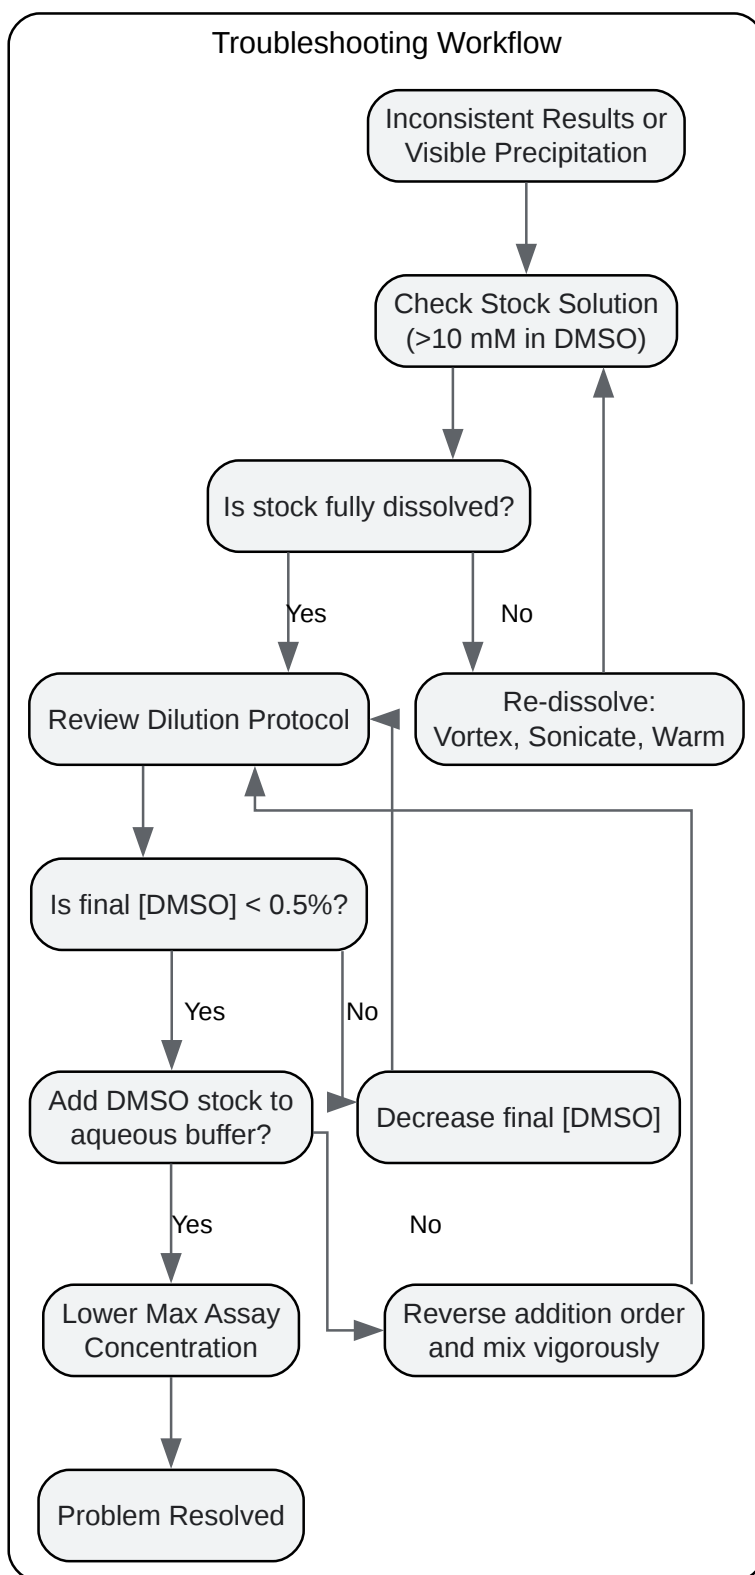 Troubleshooting Workflow
Inconsistent Results or
Visible Precipitation
Check Stock Solution
(>10 mM in DMSO)
Is stock fully dissolved?
Yes
No
Review Dilution Protocol
Re-dissolve:
Vortex, Sonicate, Warm
Is final [DMSO] < 0.5%?
Yes
No
Add DMSO stock to
aqueous buffer?
Decrease final [DMSO]
Yes
No
Lower Max Assay
Concentration
Reverse addition order
and mix vigorously
Problem Resolved